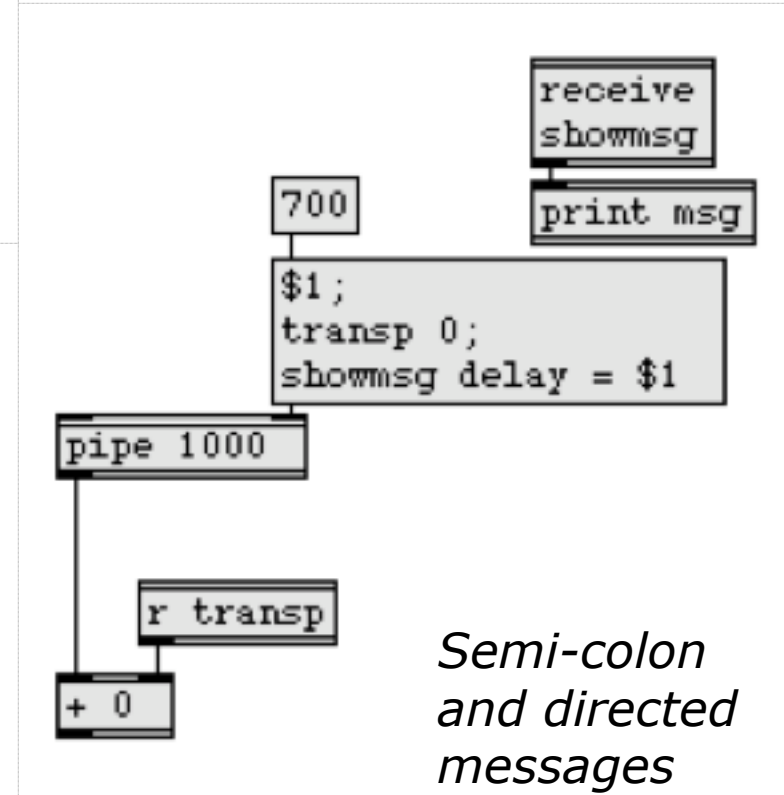 receive
showmsg
print msg
700
$1;
transp 0;
showmsg delay = $1
pipe 1000
r transp
+ 0
Semi-colon
and directed
messages